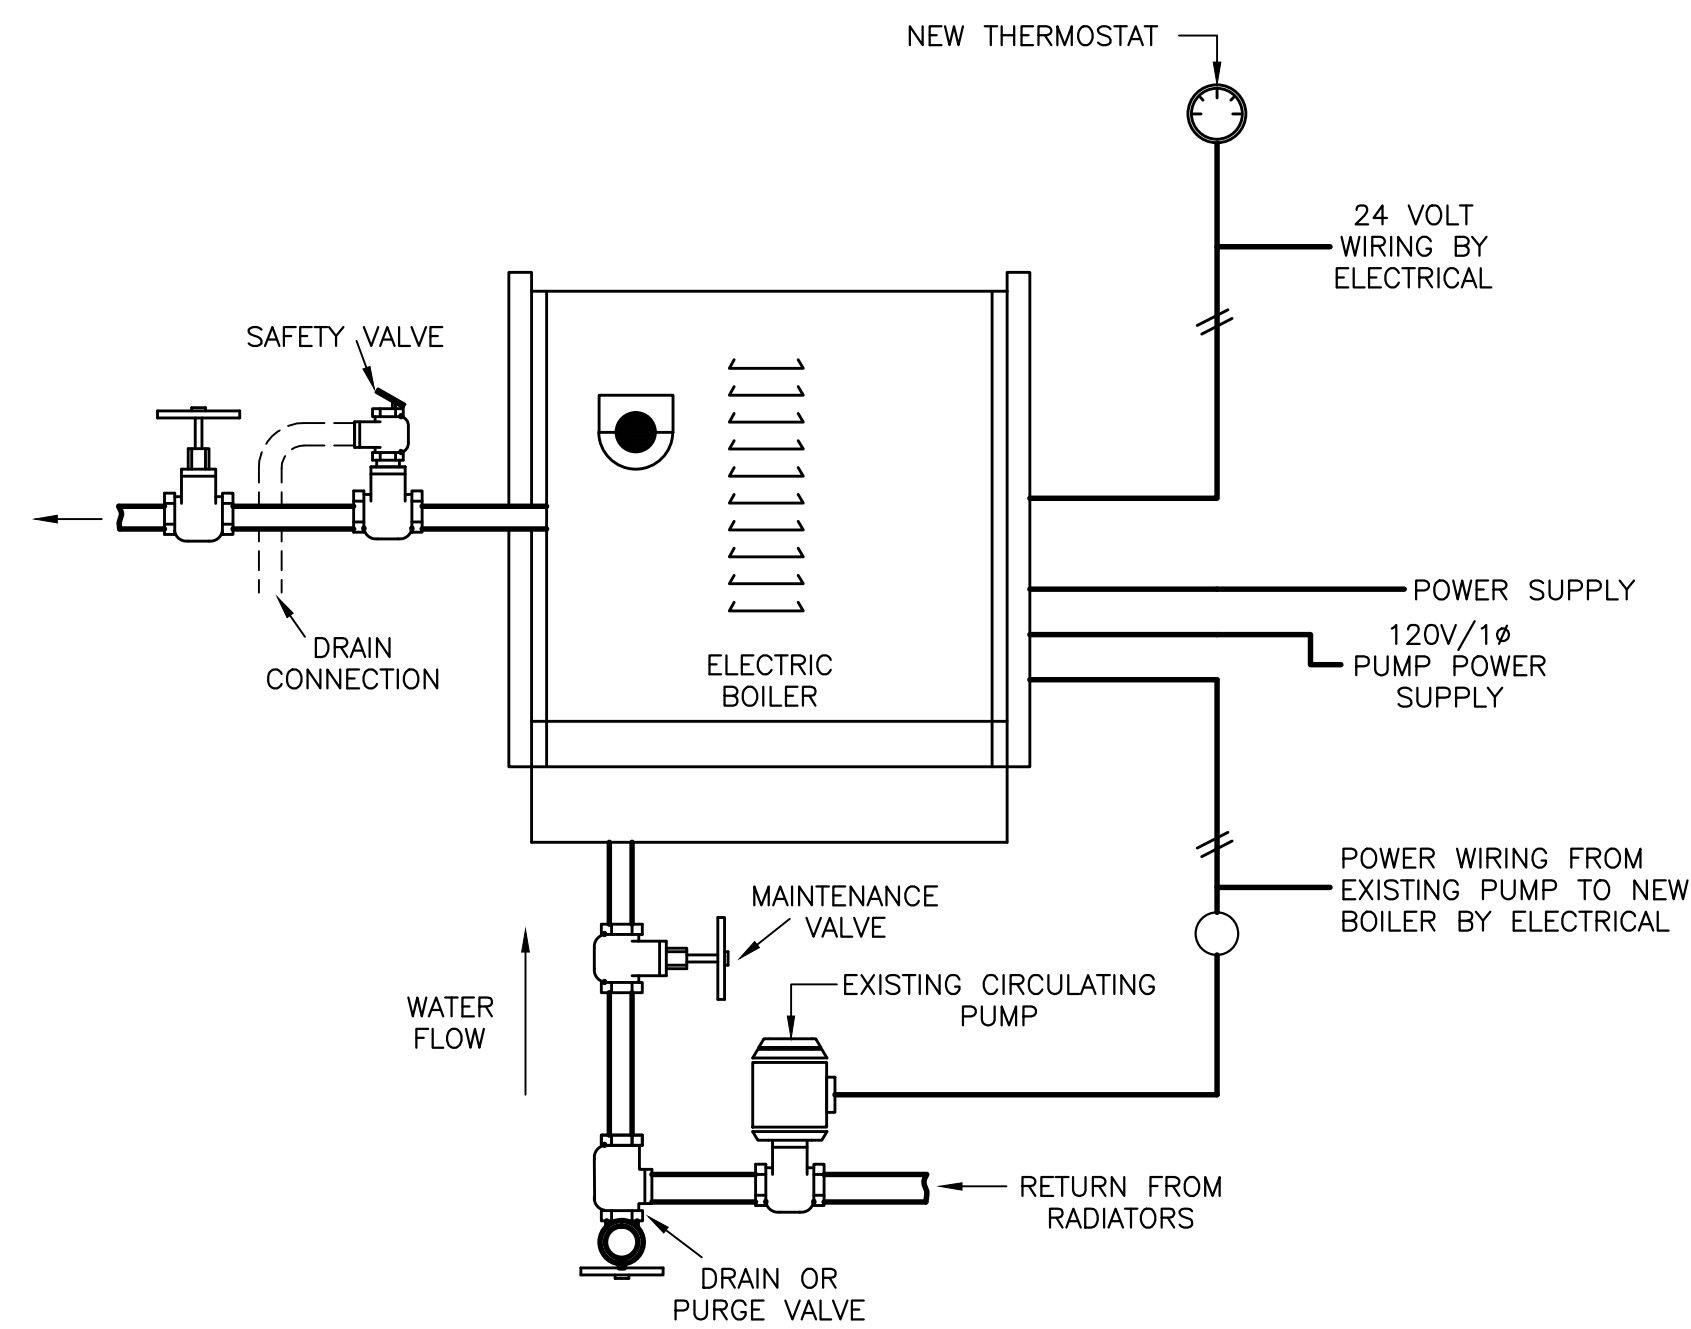 NEW THERMOSTAT
24 VOLT
WIRING BY
ELECTRICAL
SAFETY VALVE
DRAIN
CONNECTION
ELECTRIC
BOILER
POWER SUPPLY
120V/1ø
PUMP POWER
SUPPLY
POWER WIRING FROM
EXISTING PUMP TO NEW
BOILER BY ELECTRICAL
MAINTENANCE
VALVE
WATER
FLOW
EXISTING CIRCULATING
PUMP
RETURN FROM
RADIATORS
DRAIN OR
PURGE VALVE